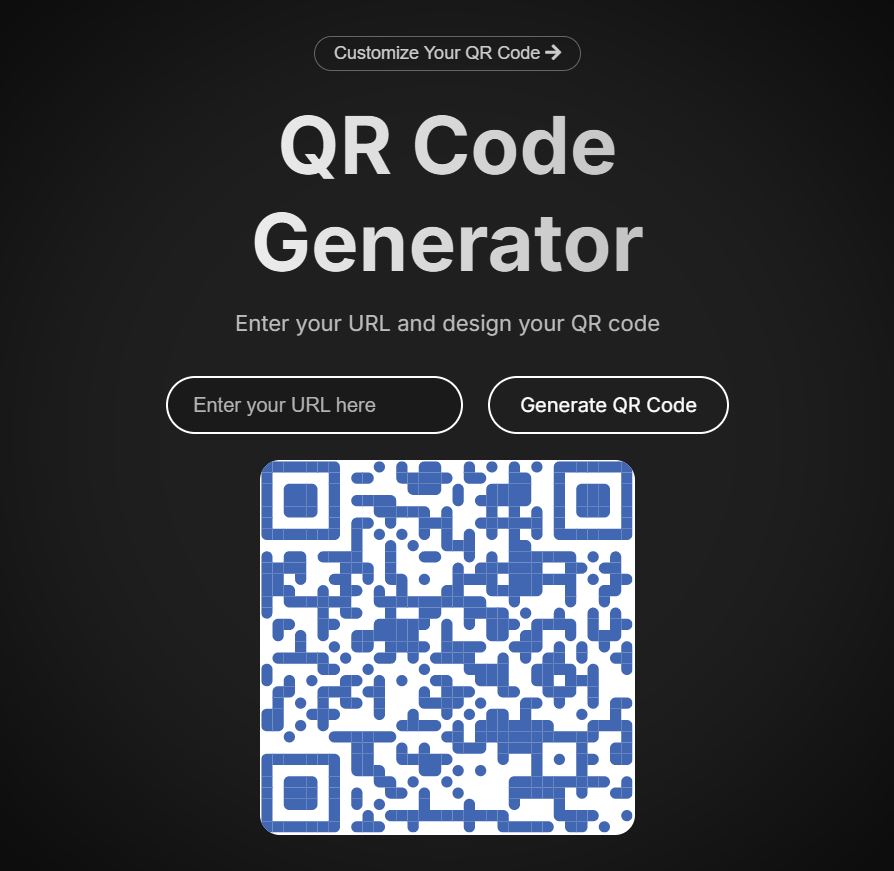 Customize Your QR Code →
QR Code
Generator
Enter your URL and design your QR code
Enter your URL here
Generate QR Code